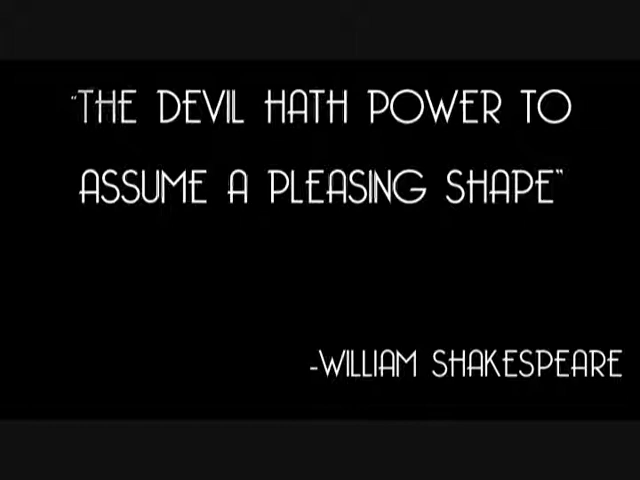 "THE DEVIL HATH POWER TO
ASSUME A PLEASING SHAPE"
-WILLIAM SHAKESPEARE